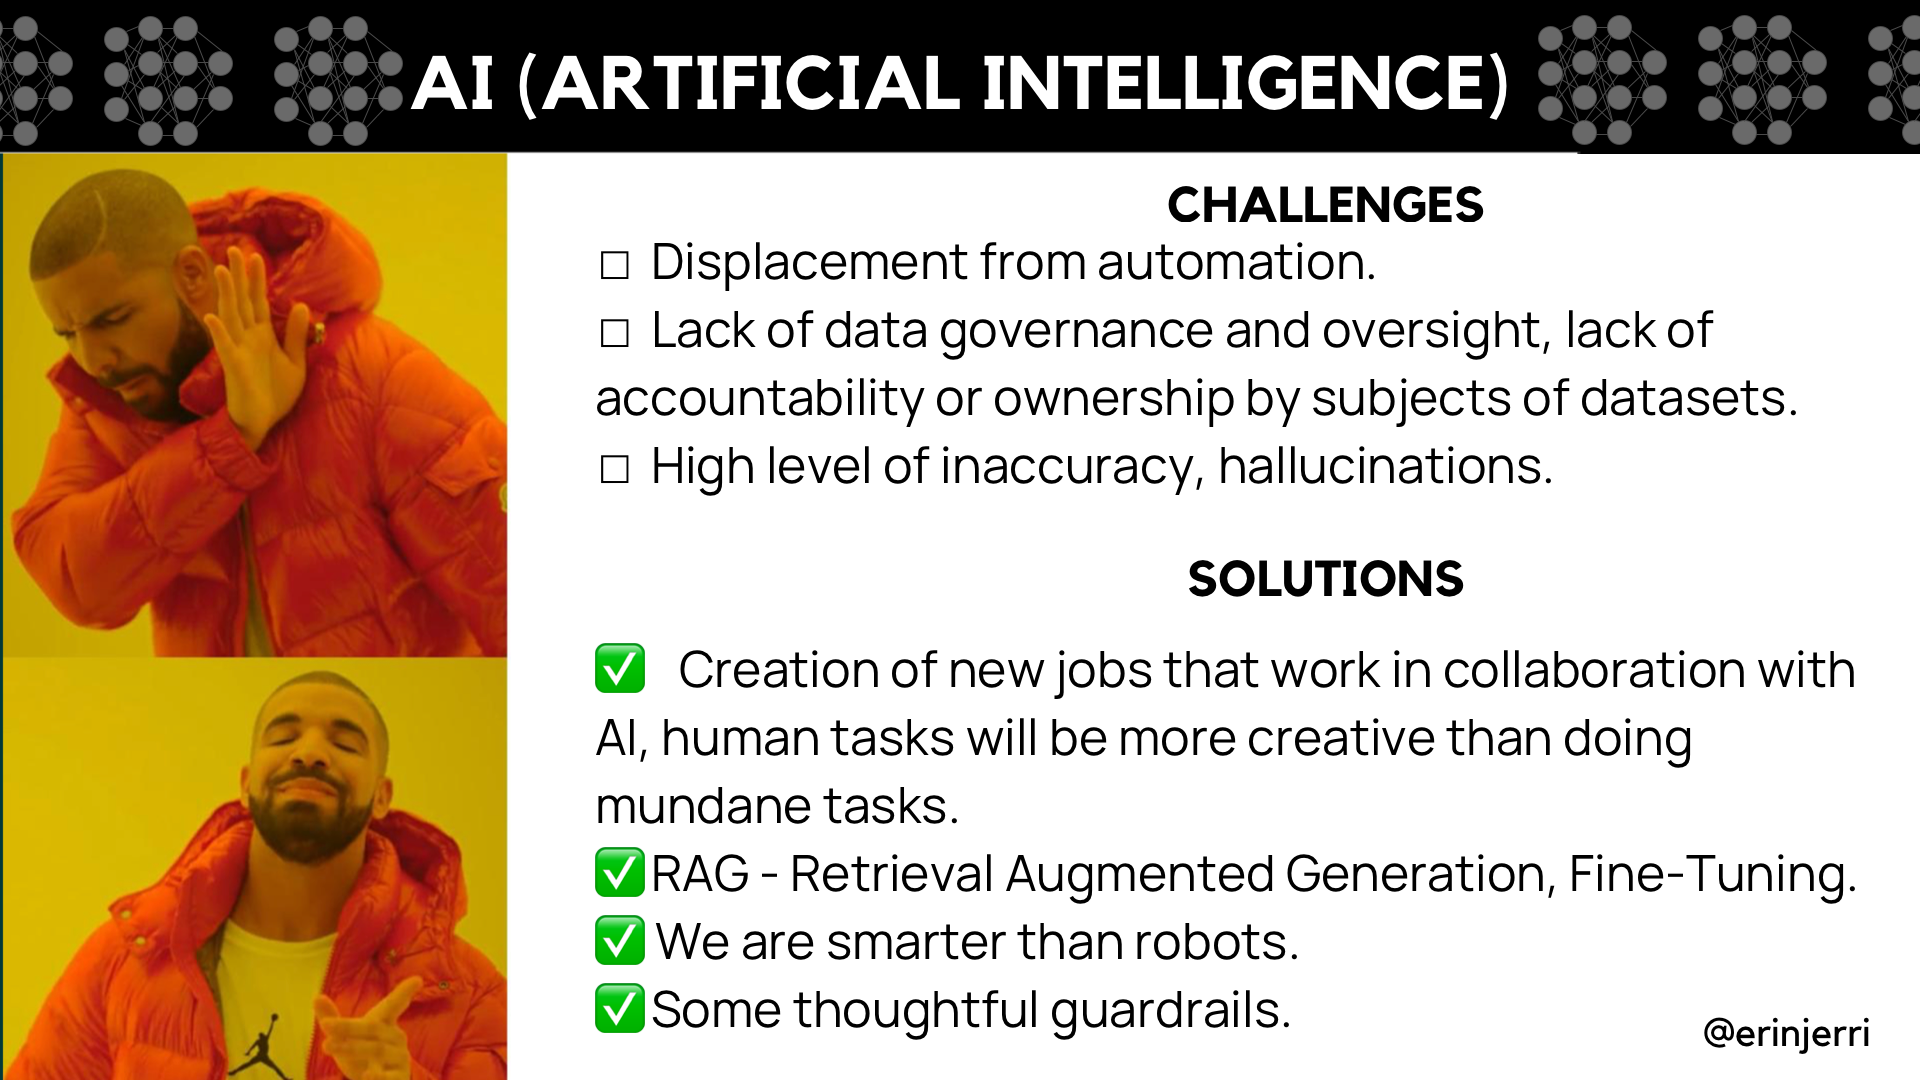 AI (ARTIFICIAL INTELLIGENCE)
CHALLENGES
☐ Displacement from automation.
☐ Lack of data governance and oversight, lack of
accountability or ownership by subjects of datasets.
☐ High level of inaccuracy, hallucinations.
SOLUTIONS
✅ Creation of new jobs that work in collaboration with
AI, human tasks will be more creative than doing
mundane tasks.
✅RAG - Retrieval Augmented Generation, Fine-Tuning.
✅ We are smarter than robots.
✅Some thoughtful guardrails.
@erinjerri